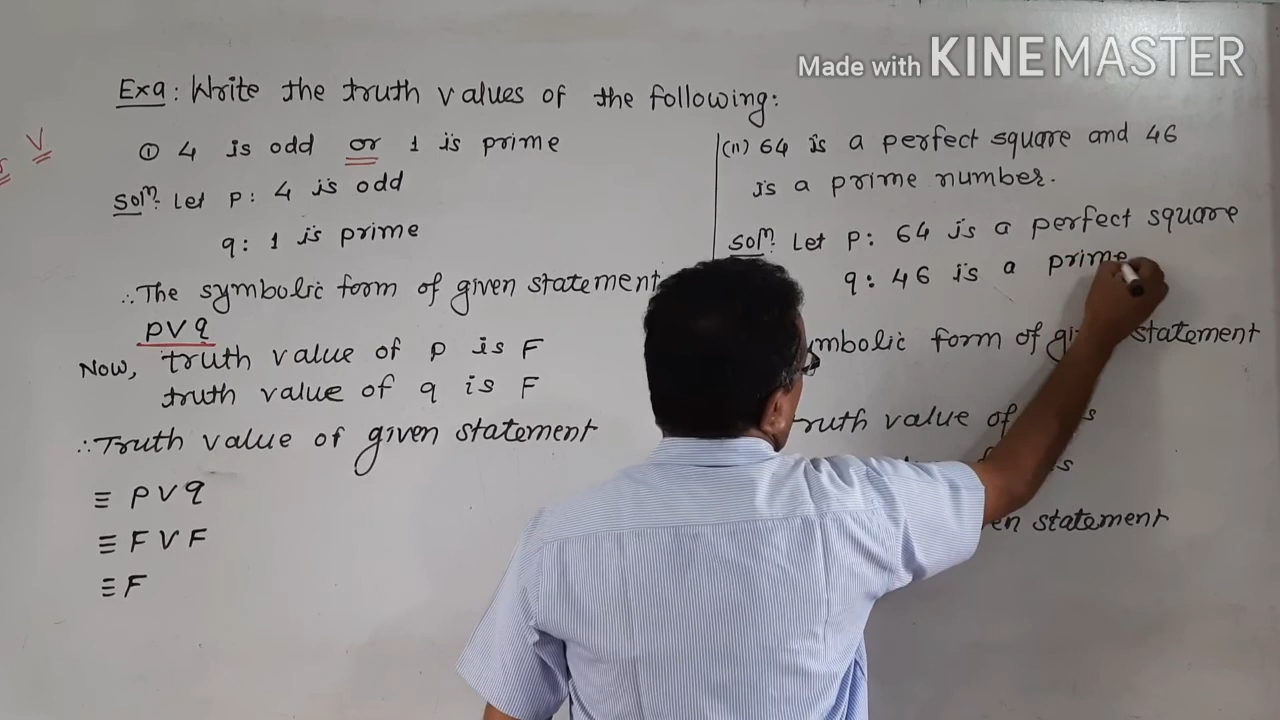 Made with KINEMASTER
Exa: Write the truth values of the following:
V
① 4 is odd or 1 is prime
Solⁿ. Let p: 4 is odd
q: 1 is prime
∴ The symbolic form of given statement
p∨q
Now, truth value of p is F
truth value of q is F
∴ Truth value of given statement
≡ p∨q
≡ F∨F
≡ F
(ii) 64 is a perfect square and 46
is a prime number.
Solⁿ. Let p: 64 is a perfect square
q: 46 is a prime
form of statement
value of
statement